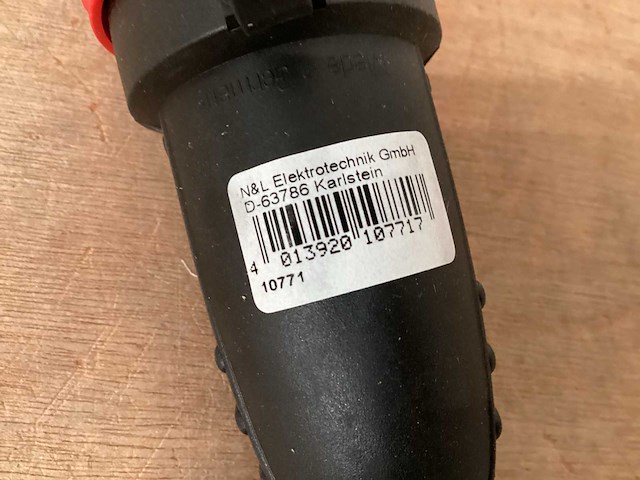 N&L Elektrotechnik GmbH
D-63786 Karlstein
4 013920 107717
10771